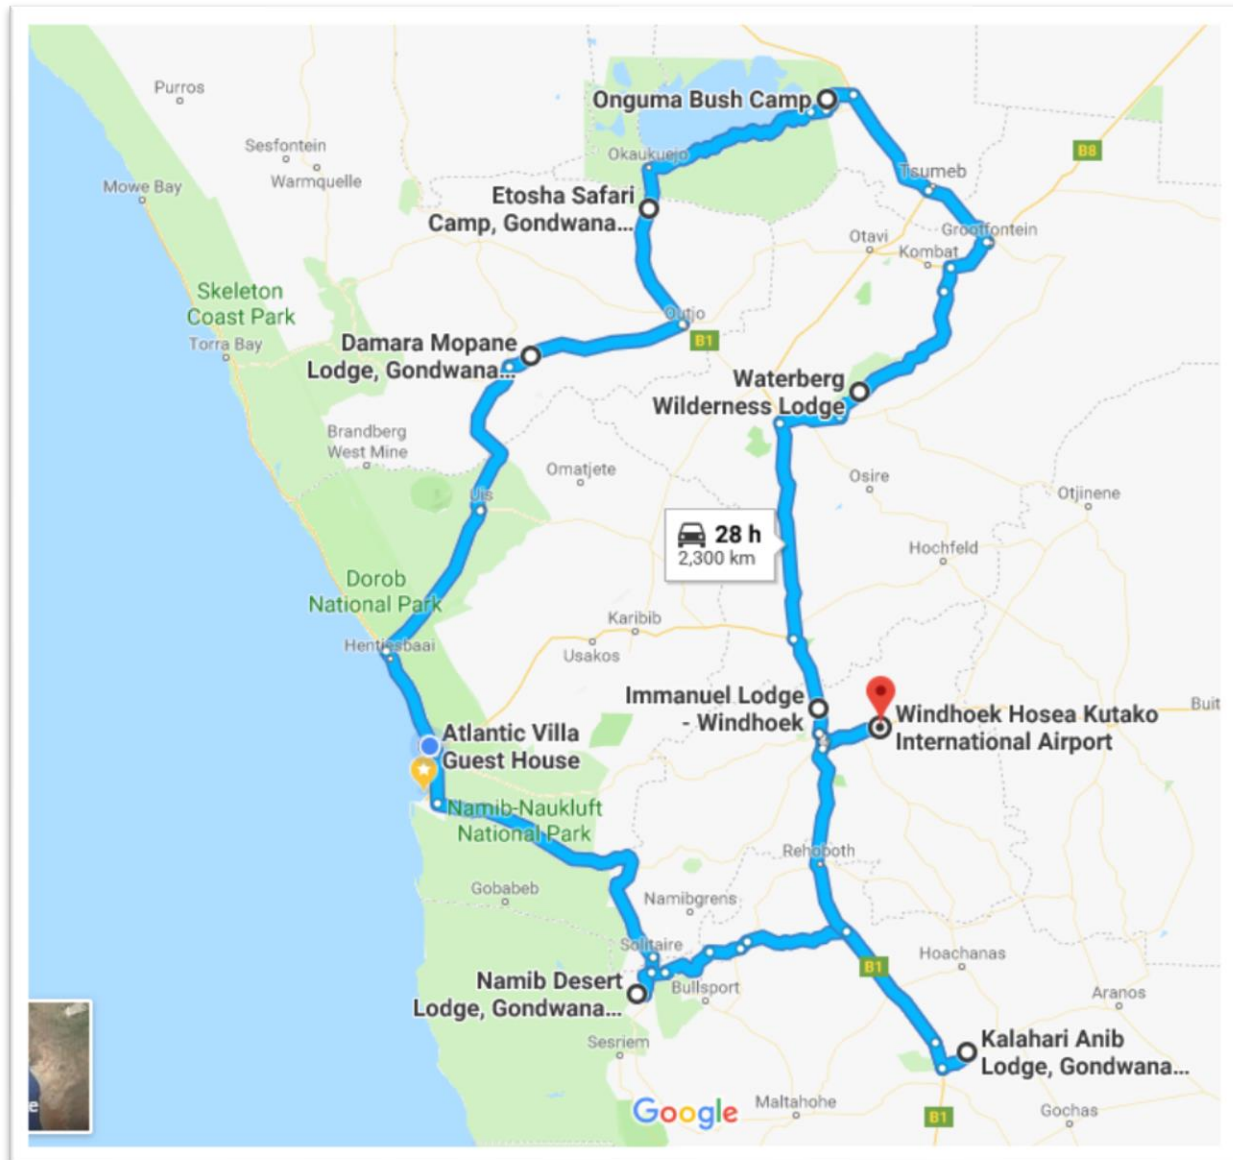 Purros
Onguma Bush Camp
Sesfontein
Okaukuejo
B8
Warmquelle
Tsumeb
Mowe Bay
Etosha Safari
Camp, Gondwana...
Grootfontein
Otavi
Kombat
Skeleton
Coast Park
Outjo
Torra Bay
Damara Mopane
Lodge, Gondwana...
B1
Waterberg
Wilderness Lodge
Brandberg
West Mine
Omatjete
Osire
Otjinene
Uis
28 h
2,300 km
Hochfeld
Dorob
National Park
Karibib
Hentiesbaai
Usakos
Immanuel Lodge
- Windhoek
Buit
Windhoek Hosea Kutako
International Airport
Atlantic Villa
Guest House
Namib-Naukluft
National Park
Rehoboth
Gobabeb
Namibgrens
Solitaire
Hoachanas
B1
Namib Desert
Lodge, Gondwana...
Bullsport
Aranos
Sesriem
Kalahari Anib
Lodge, Gondwana...
e
Google
Maltahohe
B1
Gochas